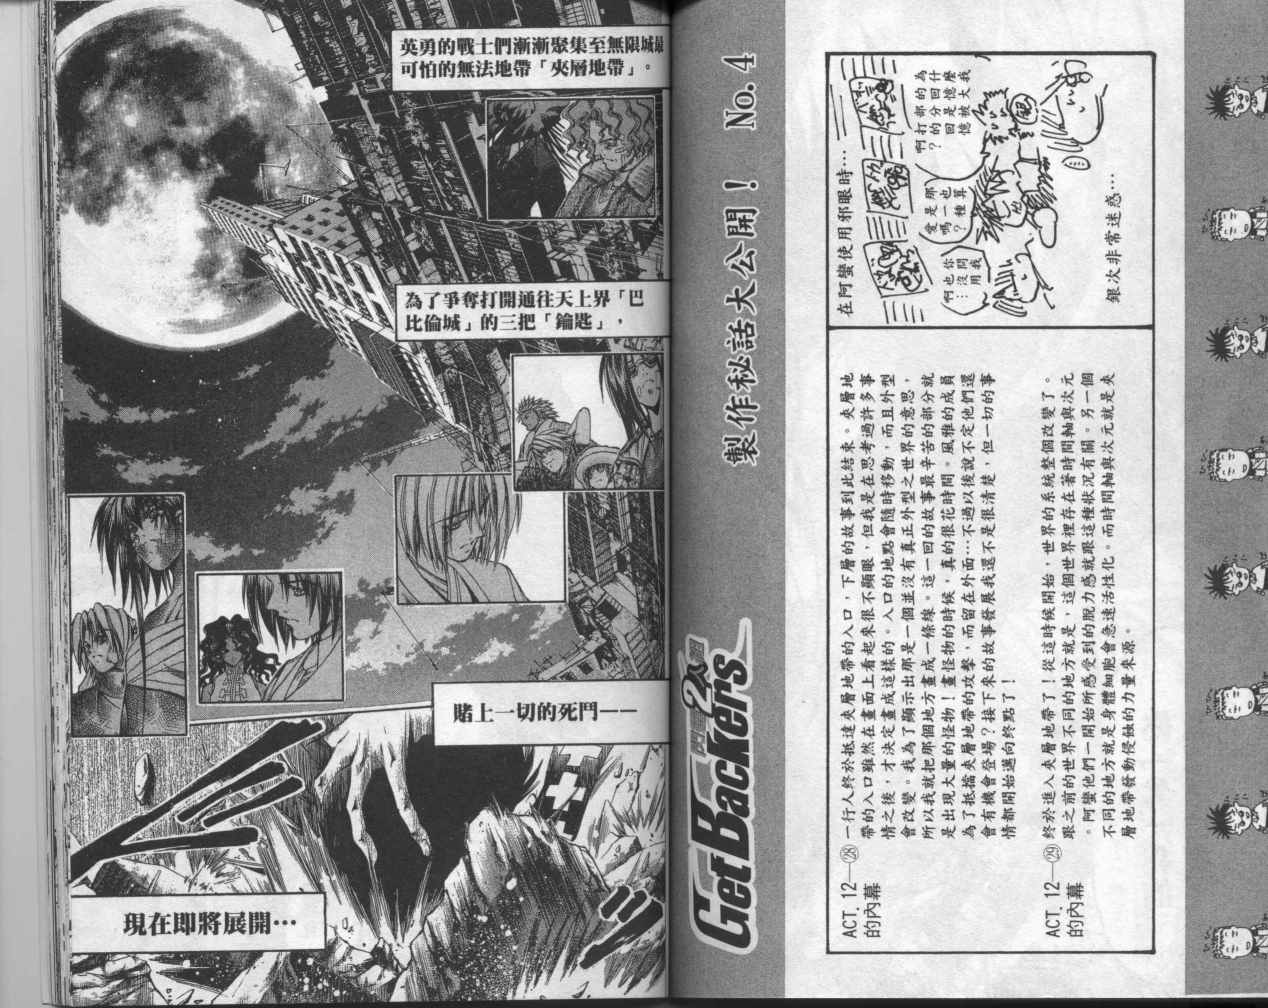 英勇的戰士們漸漸聚集至無限城最
可怕的無法地帶「夾層地帶」。
為了爭奪打開通往天上界「巴
比倫城」的三把「鑰匙」，
賭上一切的死鬥——
現在即將展開…
GetBackers
閃靈2人組
製作秘話大公開！ No. 4
ACT. 12—㉘
的內幕
一行人終於抵達夾層地帶的入口，下層的故事到此結束。夾層地
帶的入口雖然在畫面上看起來很不顯眼，但我是在思考過許多事
情之後，才決定畫成這樣的。入口的地點會隨時移動，而且外型
會改變。我為了顯示出那是一個並沒有真正外型之世界的意思，
所以我就把那個地方畫成一條線。這一回的故事最辛苦的部分就
是出現大量的怪物！畫怪物的時候，真的很花時間。風雅的成員
為了抵擋夾層地帶的攻擊，而留在外面…不過以後說不定他們還
會有機會登場？接下來的故事發展我還不是很清楚，但一切的事
情都開始邁向終點了！
ACT. 12—㉙
的內幕
終於進入夾層地帶了！從這時候開始，世界的系統整個改變了。
跟之前的世界不同的地方就是，這個世界裡存在著時間軸與次元
。阿蠻他們一開始所感受到的脫力感就跟這種狀況有關。另一個
不同的地方就是身體細胞會急速活性化。而時間軸與次元就是夾
層地帶發動侵蝕的力量來源。
在阿蠻使用邪眼時…
為什麼我
的回憶大
部分是被
打的回憶
啊？
那也算
是一種
愛嗎？
你問我
也沒用
啊…
銀次非常迷惑…